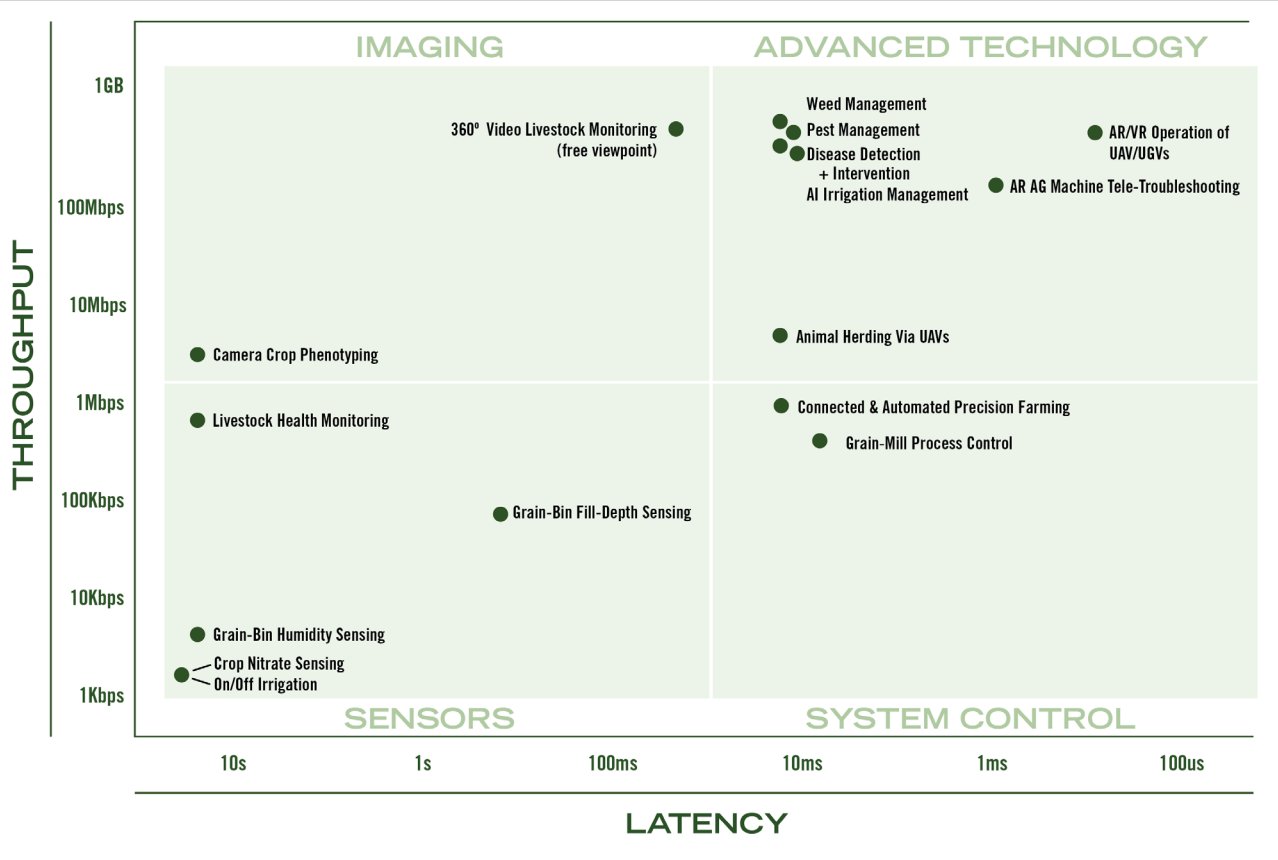 IMAGING
ADVANCED TECHNOLOGY
THROUGHPUT
1GB
100Mbps
10Mbps
1Mbps
100Kbps
10Kbps
1Kbps
360º Video Livestock Monitoring
(free viewpoint)
Camera Crop Phenotyping
Weed Management
Pest Management
Disease Detection
+ Intervention
AI Irrigation Management
AR/VR Operation of
UAV/UGVs
AR AG Machine Tele-Troubleshooting
Animal Herding Via UAVs
Livestock Health Monitoring
Grain-Bin Fill-Depth Sensing
Grain-Bin Humidity Sensing
Crop Nitrate Sensing
On/Off Irrigation
Connected & Automated Precision Farming
Grain-Mill Process Control
SENSORS
SYSTEM CONTROL
10s
1s
100ms
10ms
1ms
100us
LATENCY